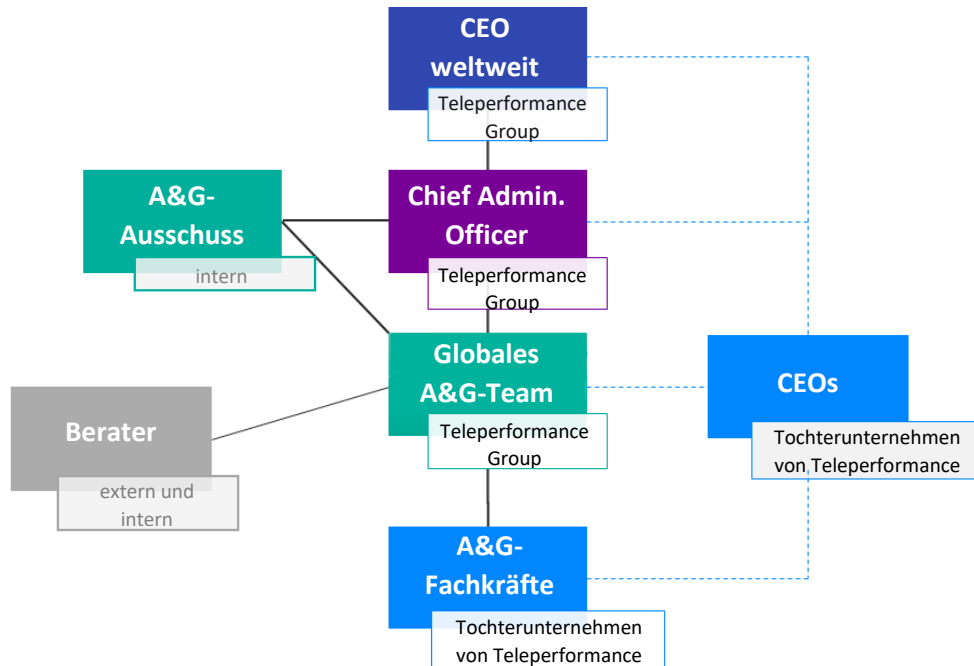 CEO
weltweit
Teleperformance
Group
A&G-
Ausschuss
intern
Chief Admin.
Officer
Teleperformance
Group
Globales
A&G-Team
Teleperformance
Group
CEOs
Tochterunternehmen
von Teleperformance
Berater
extern und
intern
A&G-
Fachkräfte
Tochterunternehmen
von Teleperformance